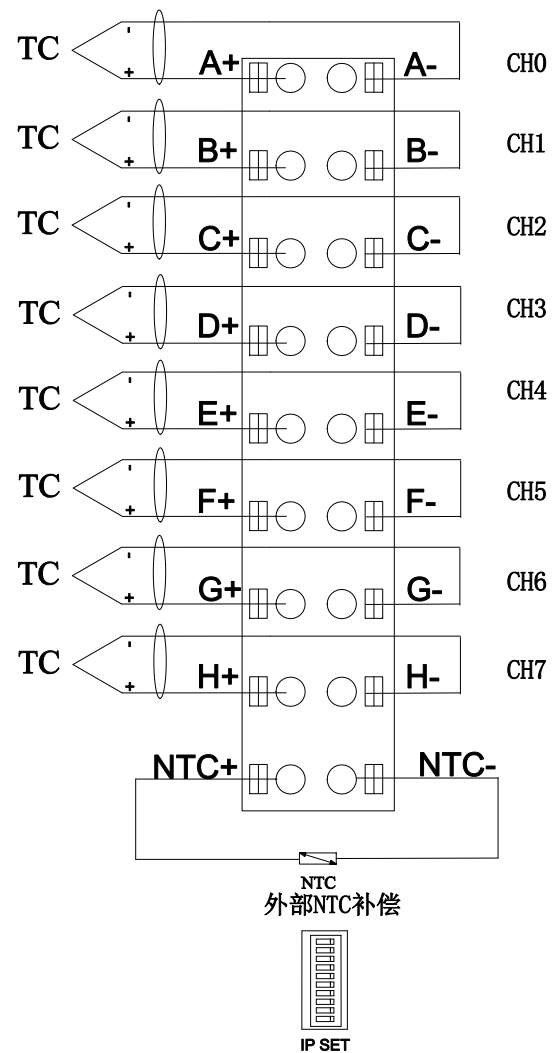 TC - + A+ A- CH0
TC - + B+ B- CH1
TC - + C+ C- CH2
TC - + D+ D- CH3
TC - + E+ E- CH4
TC - + F+ F- CH5
TC - + G+ G- CH6
TC - + H+ H- CH7
NTC+ NTC-
NTC
外部NTC补偿
IP SET